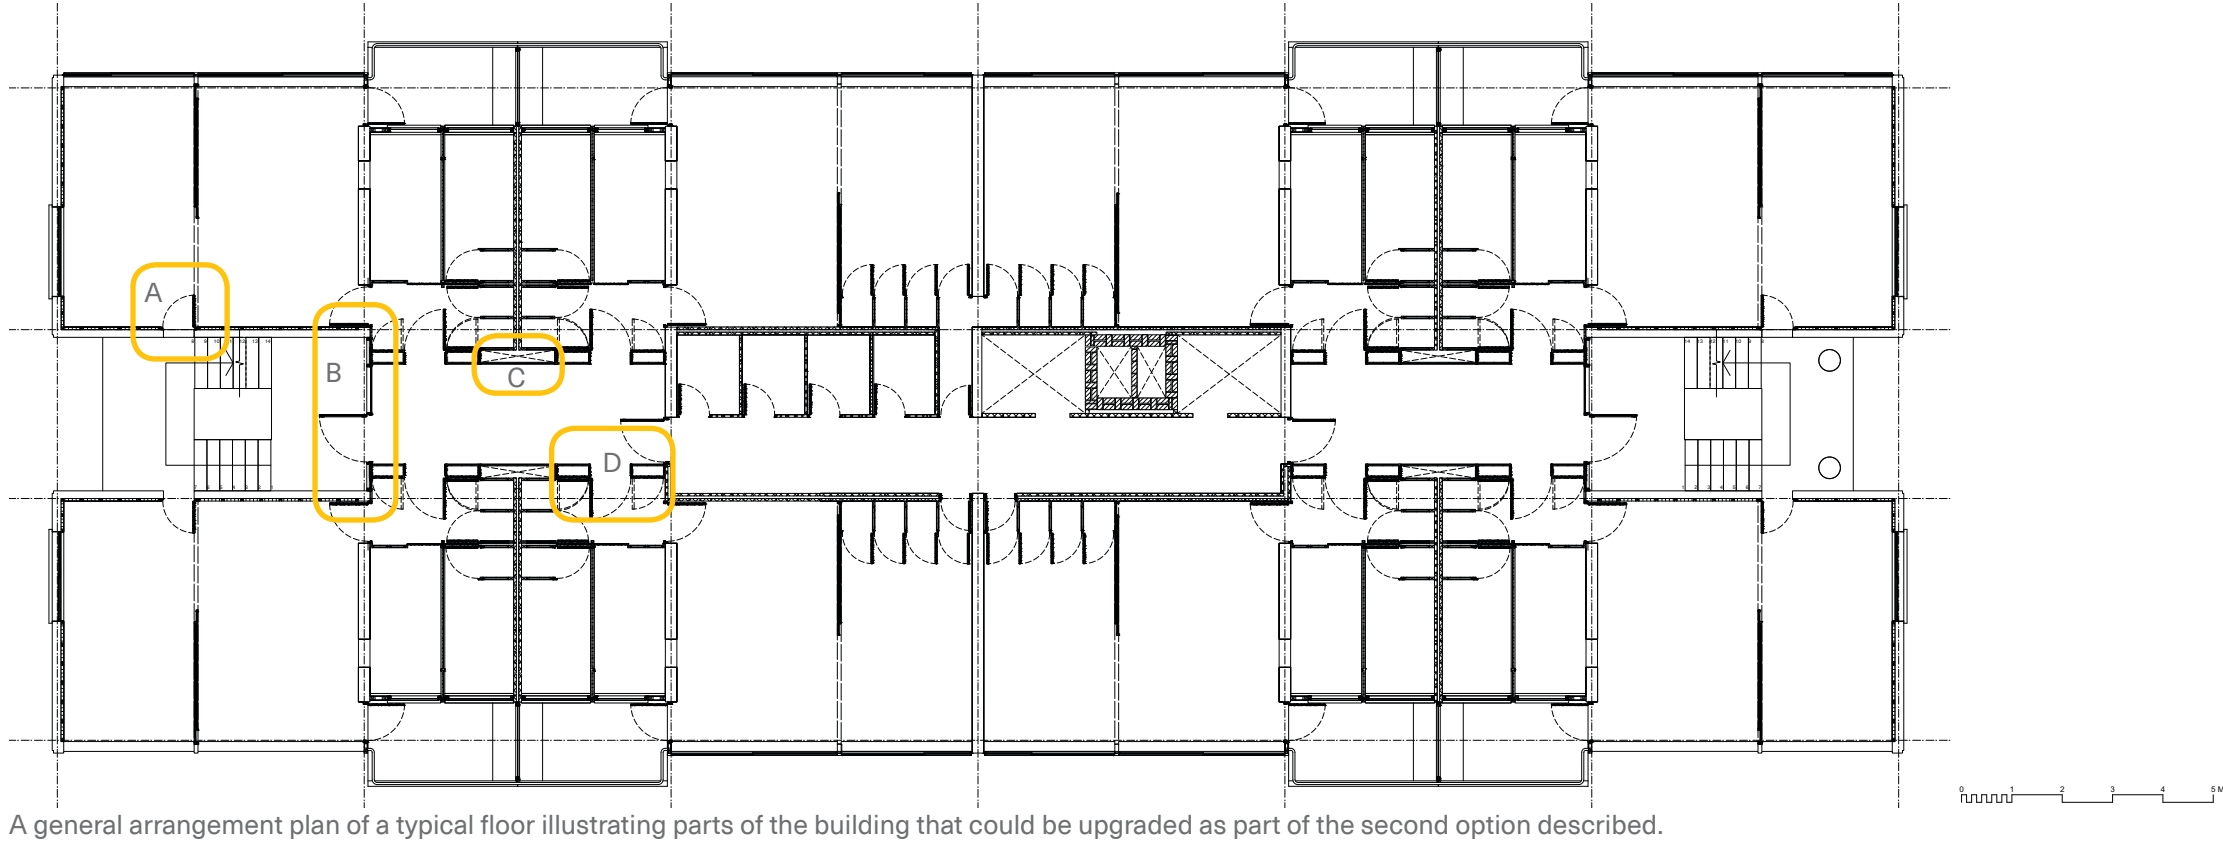 A
B
C
D
0 1 2 3 4 5 M
A general arrangement plan of a typical floor illustrating parts of the building that could be upgraded as part of the second option described.